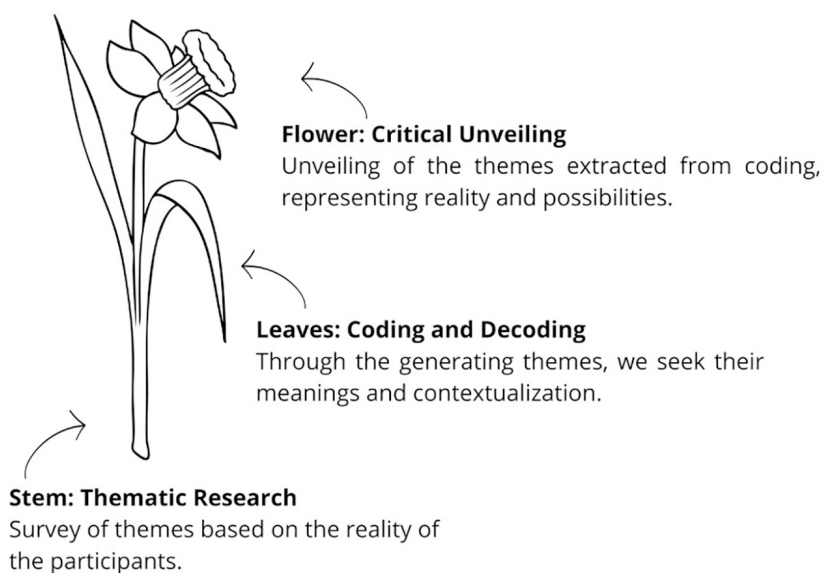 Flower: Critical Unveiling
Unveiling of the themes extracted from coding,
representing reality and possibilities.
Leaves: Coding and Decoding
Through the generating themes, we seek their
meanings and contextualization.
Stem: Thematic Research
Survey of themes based on the reality of
the participants.